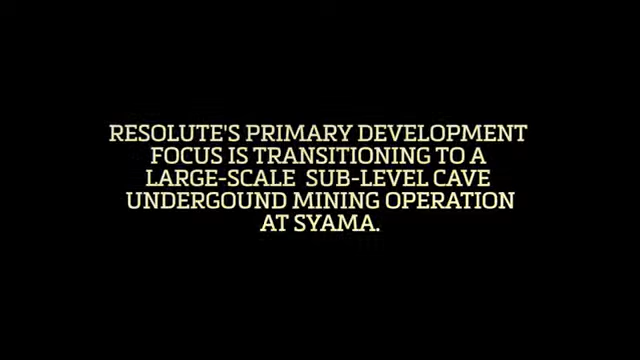 RESOLUTE'S PRIMARY DEVELOPMENT
FOCUS IS TRANSITIONING TO A
LARGE-SCALE SUB-LEVEL CAVE
UNDERGOUND MINING OPERATION
AT SYAMA.